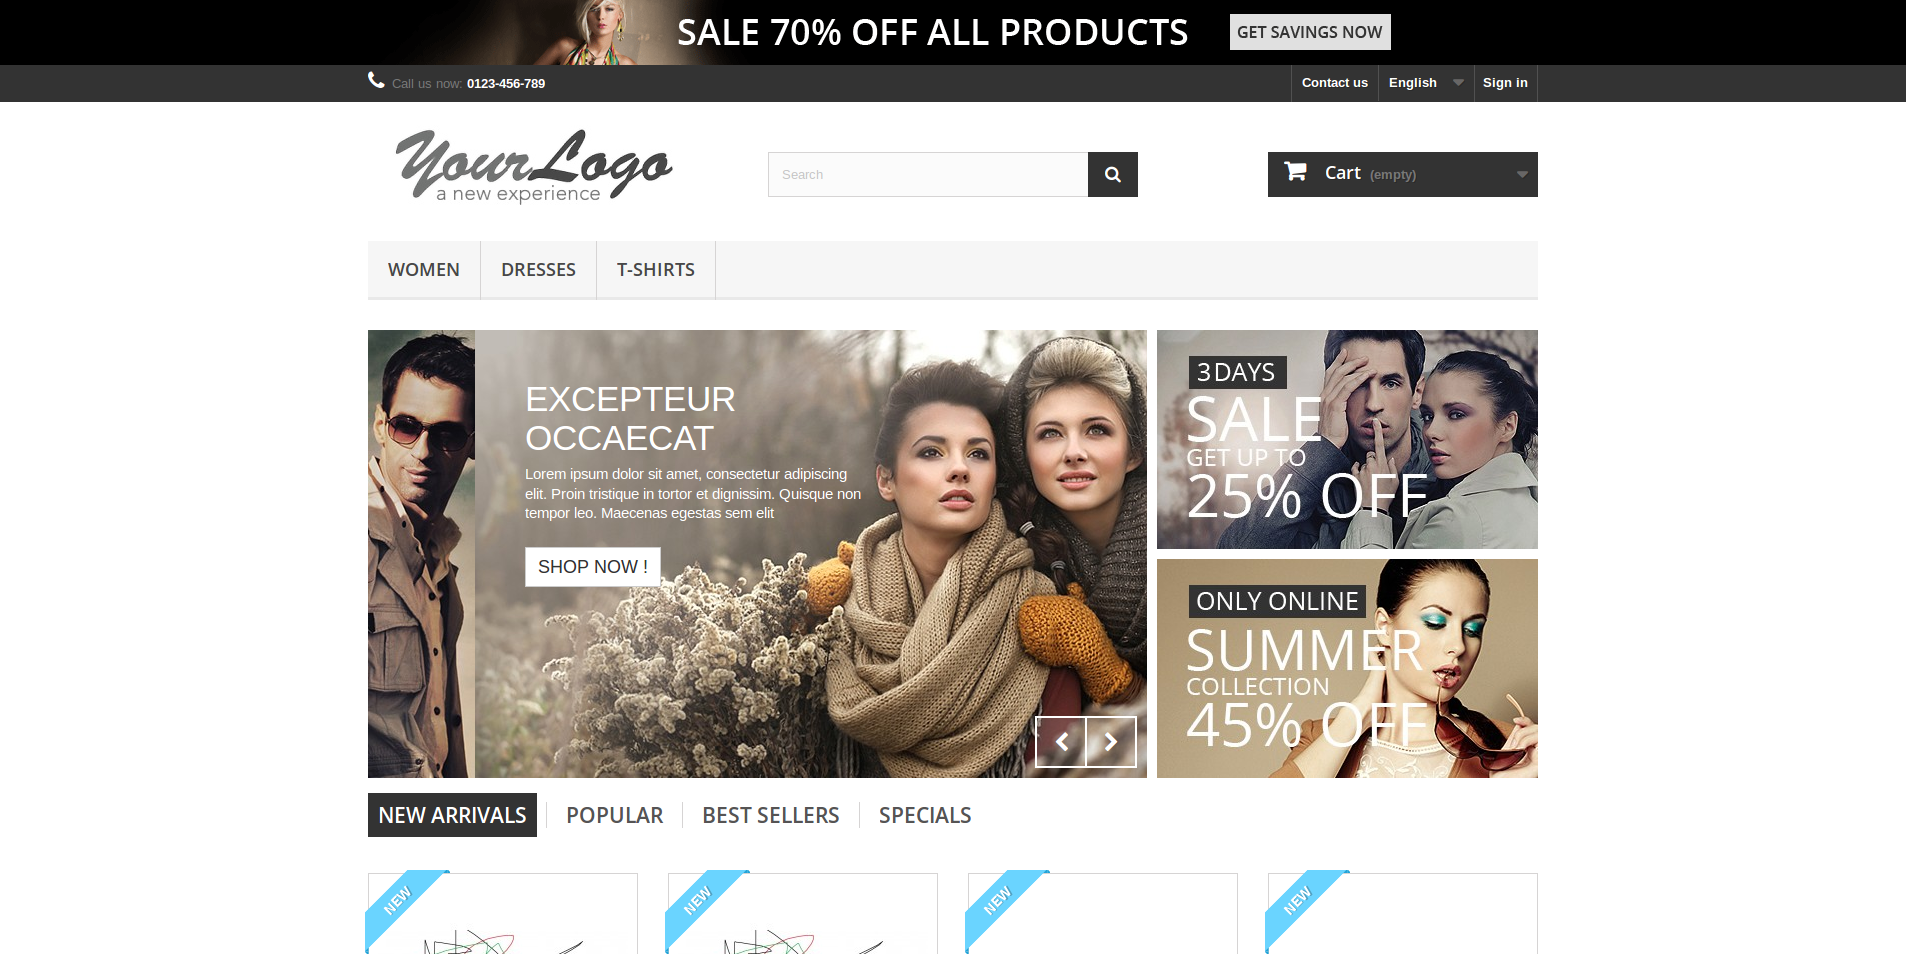 SALE 70% OFF ALL PRODUCTS
GET SAVINGS NOW
Call us now: 0123-456-789
Contact us
English
Sign in
YourLogo
a new experience
Search
Cart (empty)
WOMEN
DRESSES
T-SHIRTS
EXCEPTEUR
OCCAECAT
Lorem ipsum dolor sit amet, consectetur adipiscing
elit. Proin tristique in tortor et dignissim. Quisque non
tempor leo. Maecenas egestas sem elit
SHOP NOW !
3 DAYS
SALE
GET UP TO
25% OFF
ONLY ONLINE
SUMMER
COLLECTION
45% OFF
NEW ARRIVALS
POPULAR
BEST SELLERS
SPECIALS
NEW
NEW
NEW
NEW